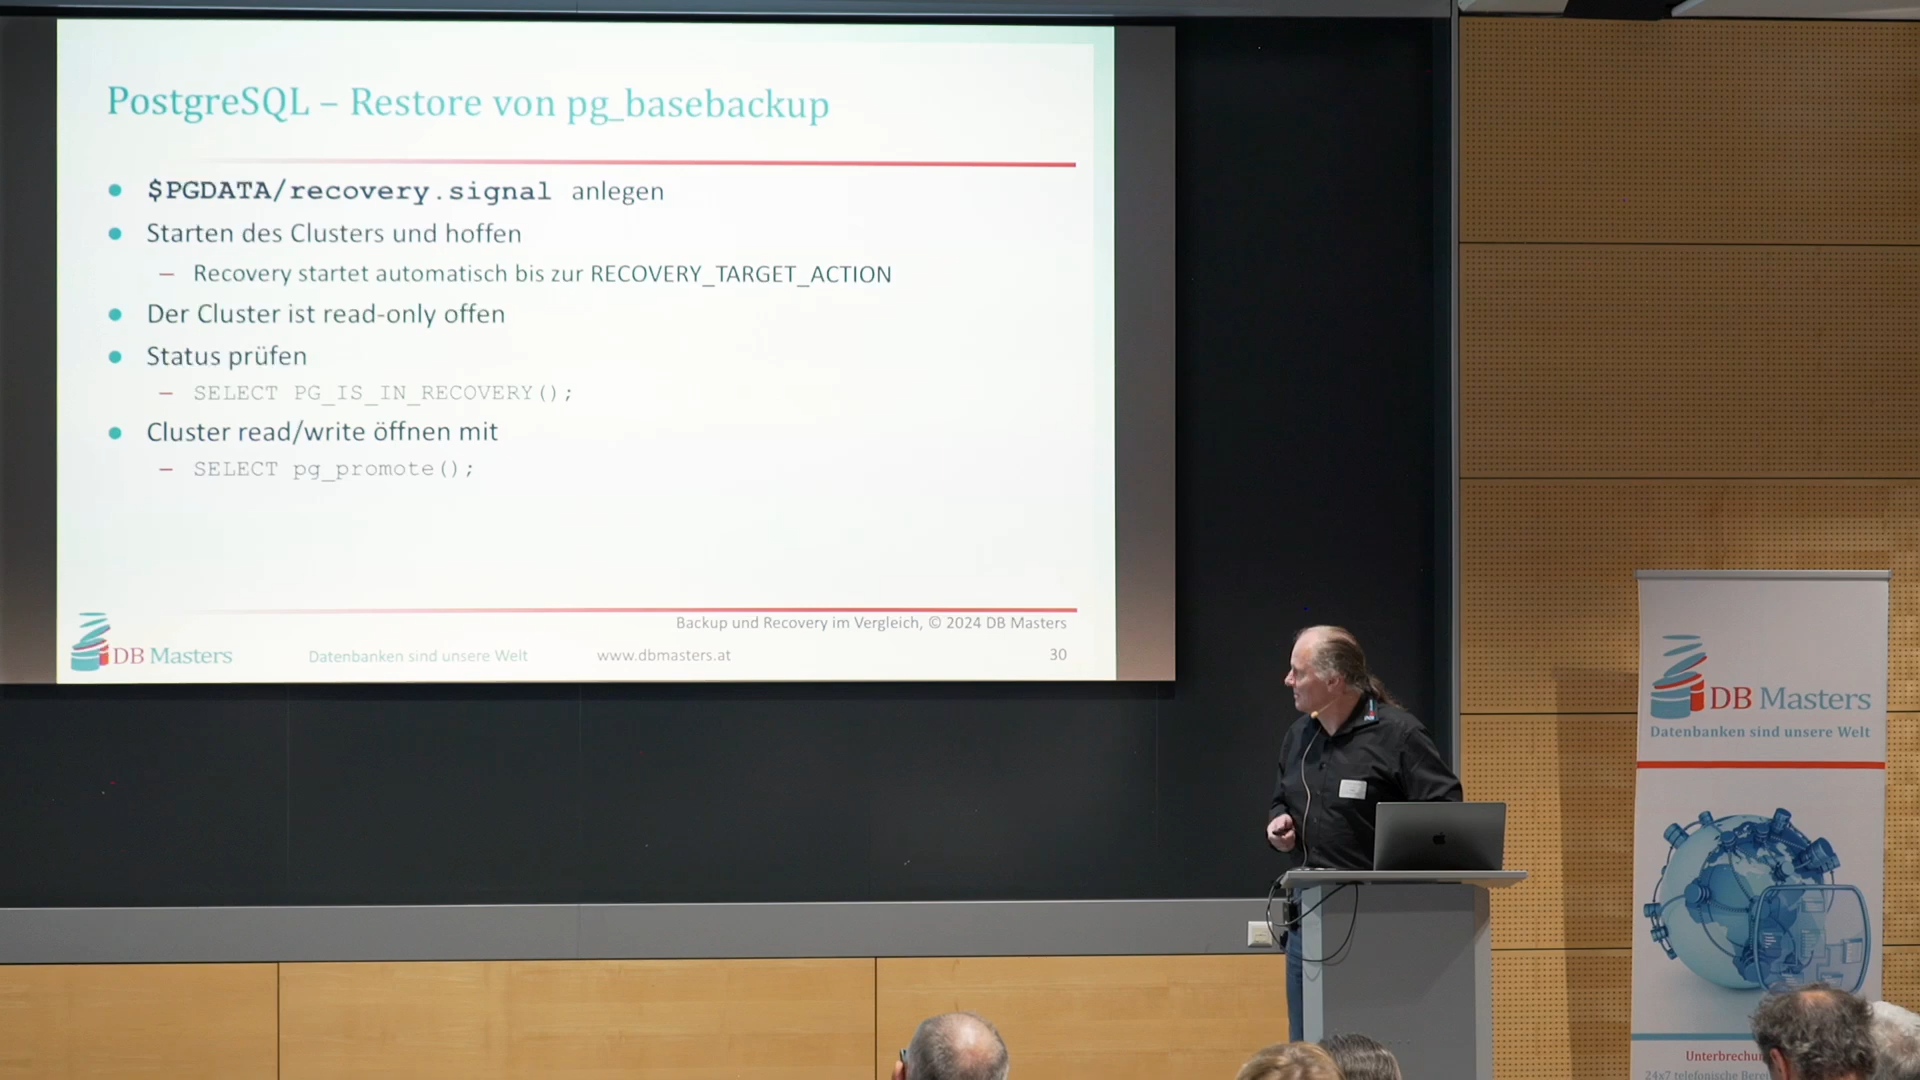 PostgreSQL – Restore von pg_basebackup
$PGDATA/recovery.signal anlegen
Starten des Clusters und hoffen
Recovery startet automatisch bis zur RECOVERY_TARGET_ACTION
Der Cluster ist read-only offen
Status prüfen
SELECT PG_IS_IN_RECOVERY();
Cluster read/write öffnen mit
SELECT pg_promote();
Backup und Recovery im Vergleich, © 2024 DB Masters
DB Masters
Datenbanken sind unsere Welt
www.dbmasters.at
30
DB Masters
Datenbanken sind unsere Welt
24x7 telefonische